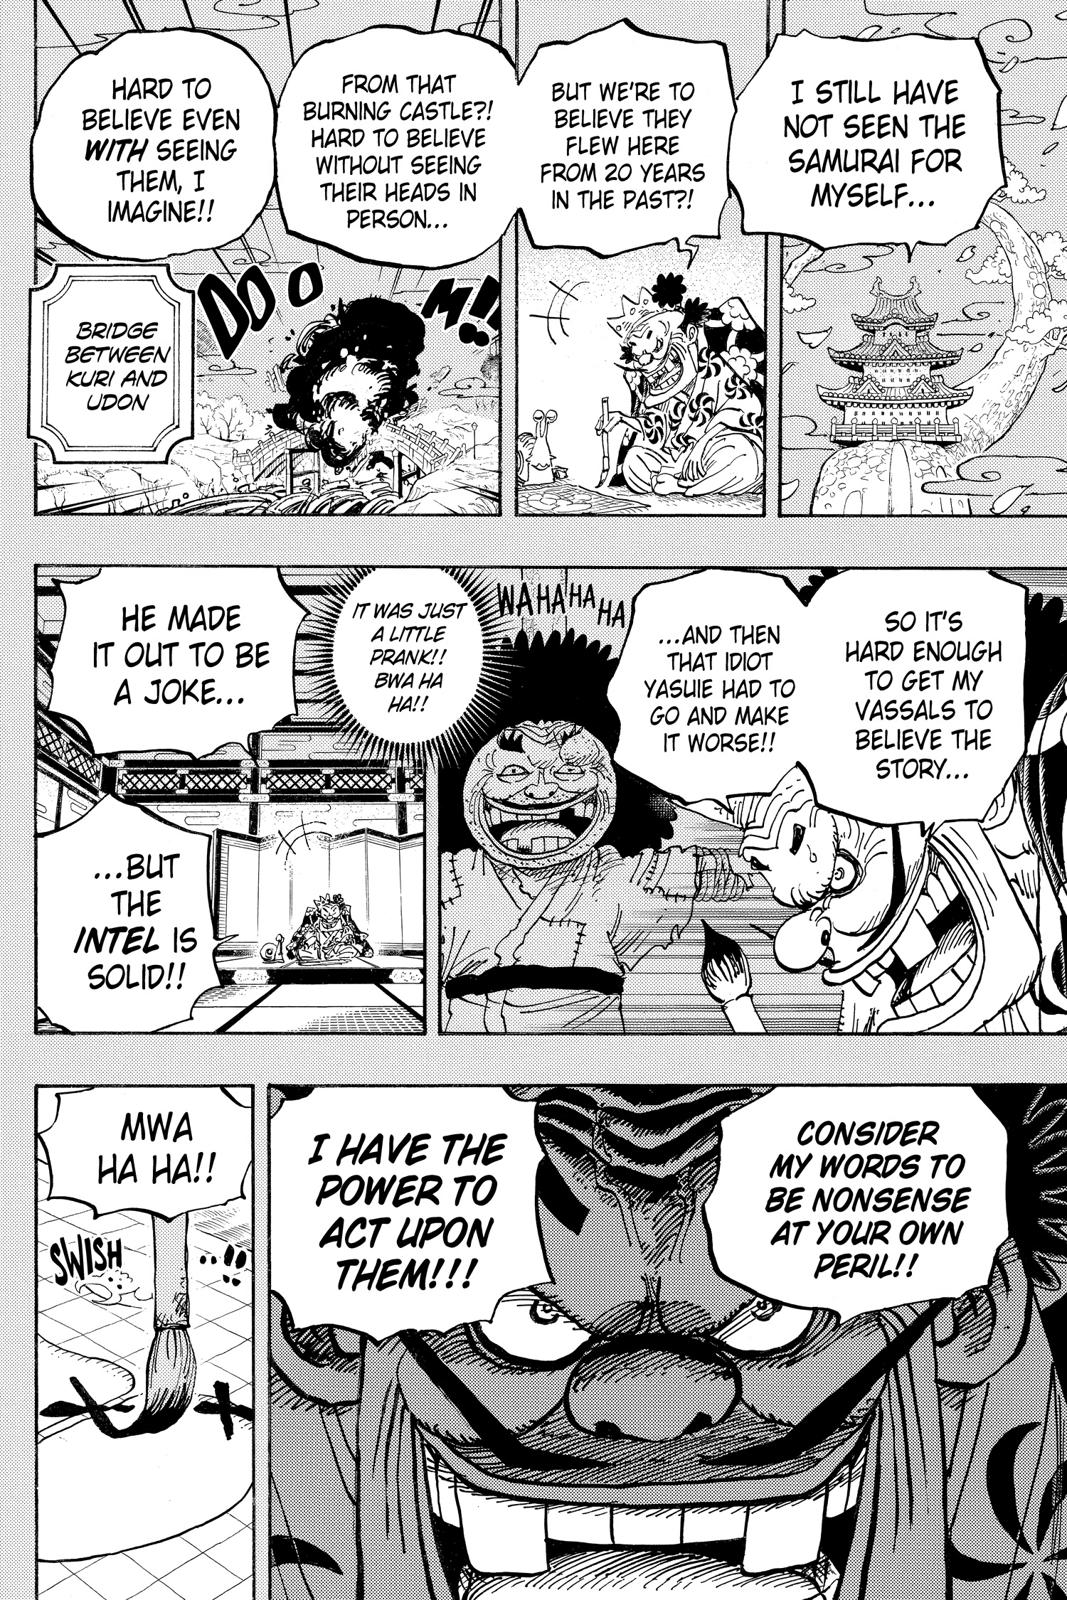 I STILL HAVE
NOT SEEN THE
SAMURAI FOR
MYSELF...
BUT WE'RE TO
BELIEVE THEY
FLEW HERE
FROM 20 YEARS
IN THE PAST?!
FROM THAT
BURNING CASTLE?!
HARD TO BELIEVE
WITHOUT SEEING
THEIR HEADS IN
PERSON...
HARD TO
BELIEVE EVEN
WITH SEEING
THEM, I
IMAGINE!!
DOOOM!!
BRIDGE
BETWEEN
KURI AND
UDON
SO IT'S
HARD ENOUGH
TO GET MY
VASSALS TO
BELIEVE THE
STORY...
...AND THEN
THAT IDIOT
YASUIE HAD TO
GO AND MAKE
IT WORSE!!
WA HA HA HA
IT WAS JUST
A LITTLE
PRANK!!
BWA HA
HA!!
HE MADE
IT OUT TO BE
A JOKE...
...BUT
THE
INTEL IS
SOLID!!
CONSIDER
MY WORDS TO
BE NONSENSE
AT YOUR OWN
PERIL!!
I HAVE THE
POWER TO
ACT UPON
THEM!!!
MWA
HA HA!!
SWISH
...!!